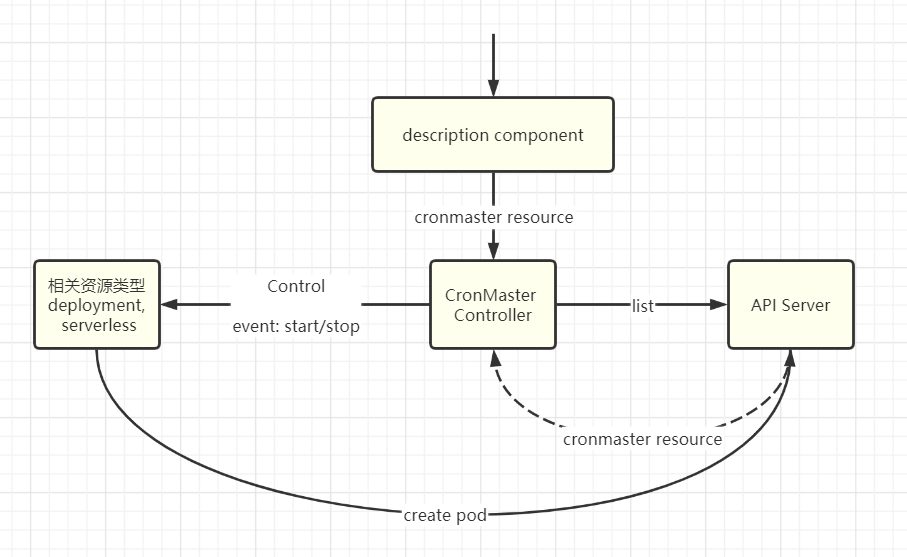 description component
cronmaster resource
相关资源类型
deployment,
serverless
Control
event: start/stop
CronMaster
Controller
list
API Server
cronmaster resource
create pod